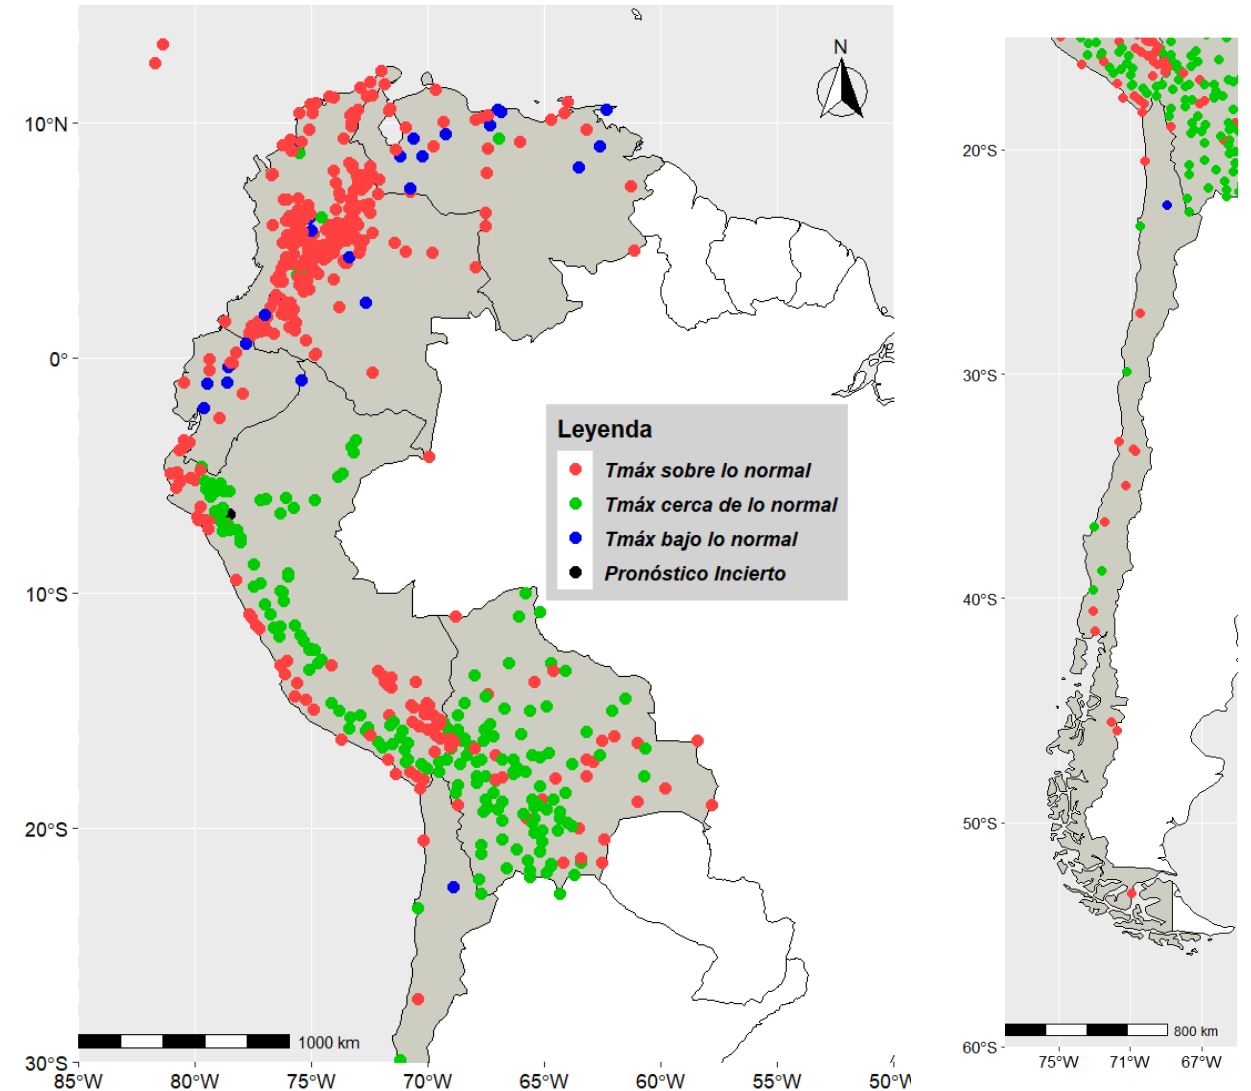 N
10°N
0°
10°S
20°S
30°S
85°W
80°W
75°W
70°W
65°W
60°W
55°W
50°W
1000 km
Leyenda
Tmáx sobre lo normal
Tmáx cerca de lo normal
Tmáx bajo lo normal
Pronóstico Incierto
20°S
30°S
40°S
50°S
60°S
75°W
71°W
67°W
800 km